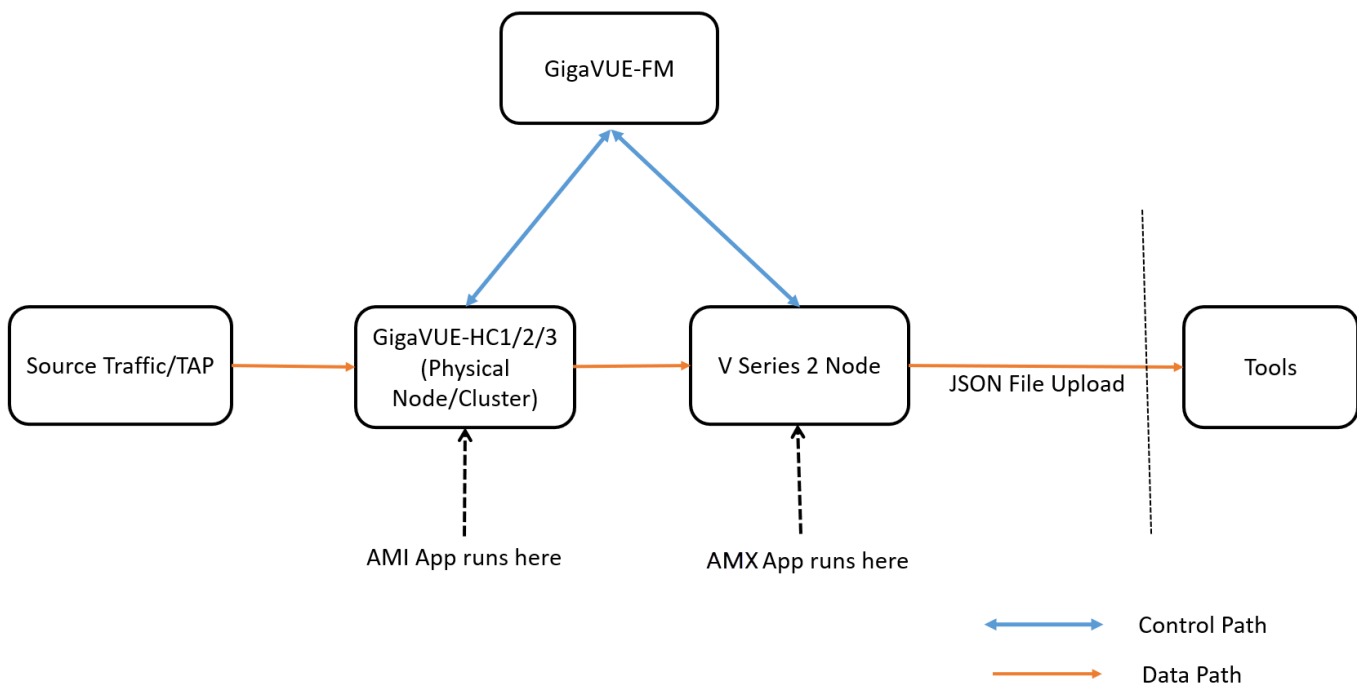 GigaVUE-FM
Source Traffic/TAP
GigaVUE-HC1/2/3
(Physical
Node/Cluster)
V Series 2 Node
JSON File Upload
Tools
AMI App runs here
AMX App runs here
Control Path
Data Path